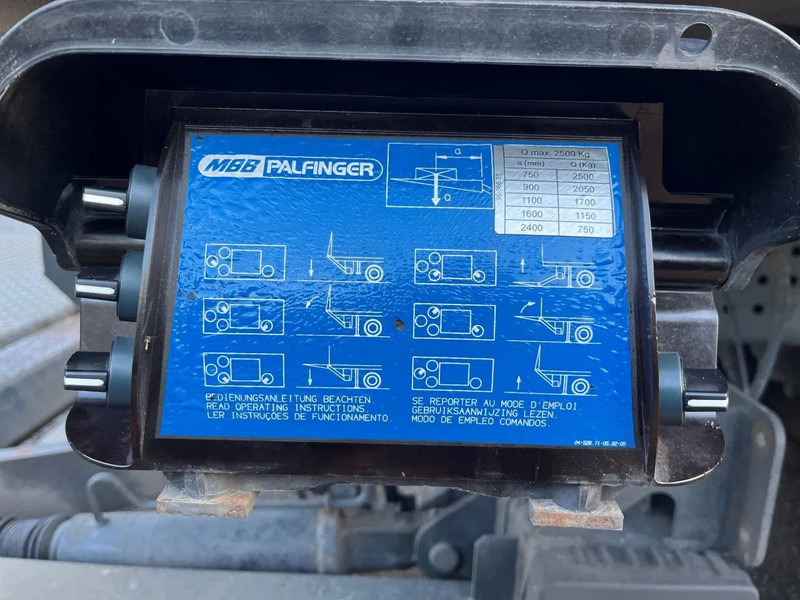 MBB PALFINGER
a
Q
Q max. 2500 Kg
a (mm) Q (Kg)
750 2500
900 2050
1100 1700
1600 1150
2400 750
BEDIENUNGSANLEITUNG BEACHTEN.
READ OPERATING INSTRUCTIONS.
LER INSTRUÇÕES DE FUNCIONAMENTO.
SE REPORTER AU MODE D'EMPLOI.
GEBRUIKSAANWIJZING LEZEN.
MODO DE EMPLEO COMANDOS.